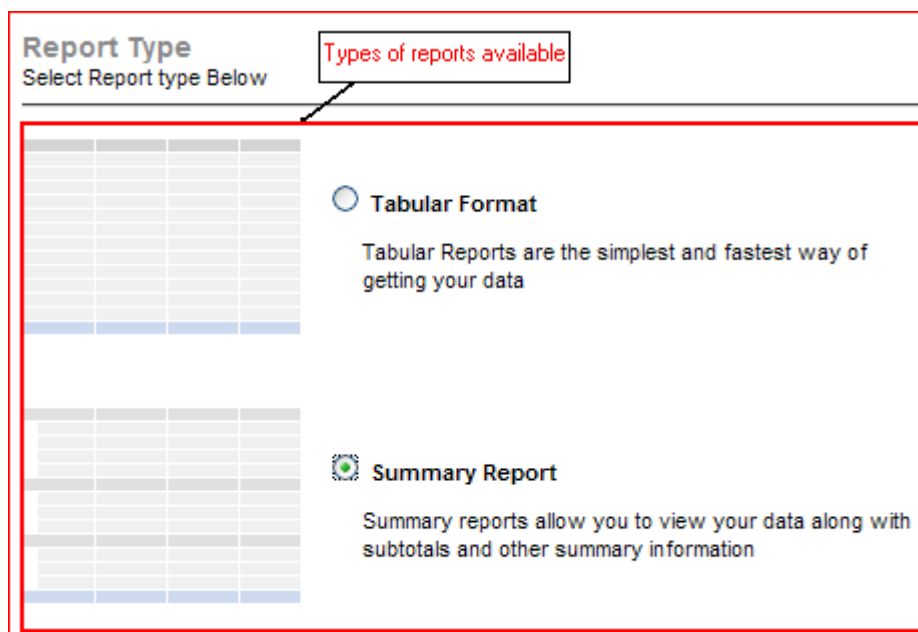 Report Type
Select Report type Below
Types of reports available
Tabular Format
Tabular Reports are the simplest and fastest way of
getting your data
Summary Report
Summary reports allow you to view your data along with
subtotals and other summary information